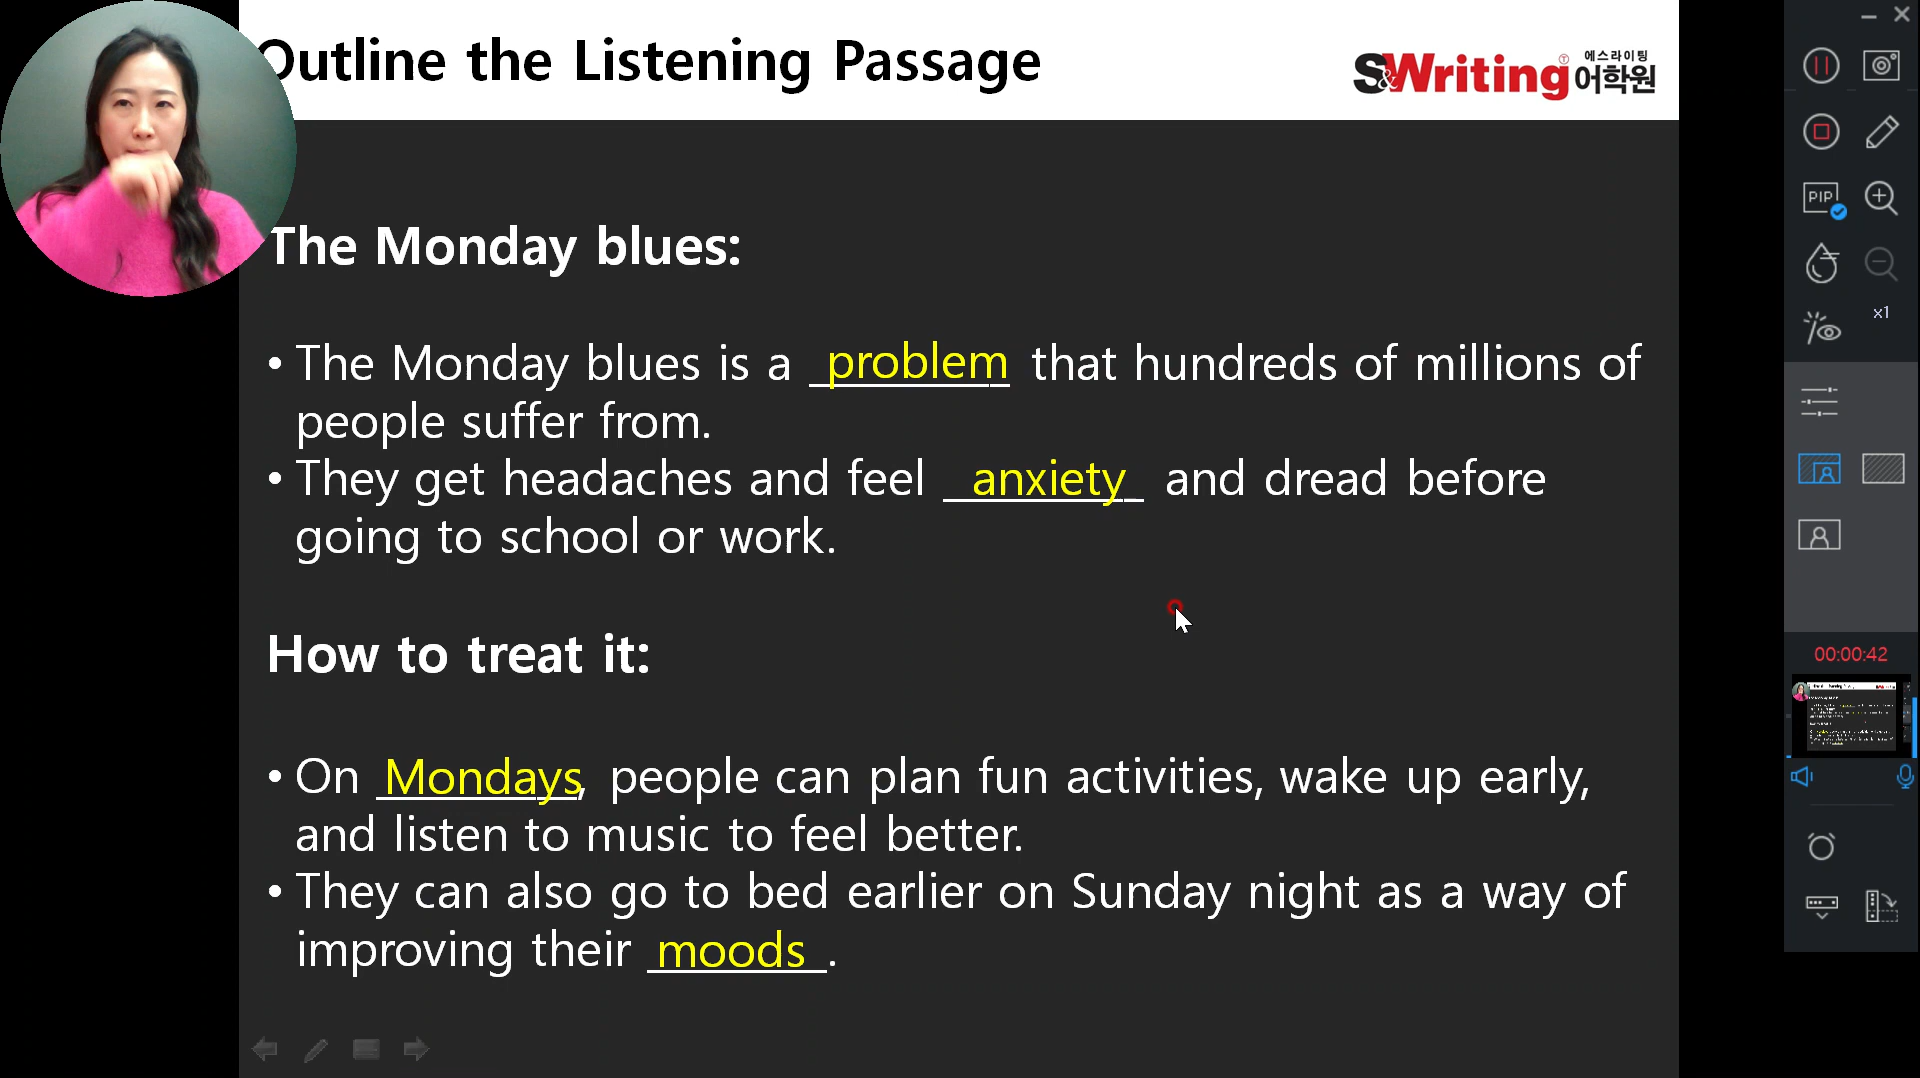 Outline the Listening Passage
S&Writing 에스라이팅 어학원
The Monday blues:
• The Monday blues is a problem that hundreds of millions of
people suffer from.
• They get headaches and feel anxiety and dread before
going to school or work.
How to treat it:
• On Mondays, people can plan fun activities, wake up early,
and listen to music to feel better.
• They can also go to bed earlier on Sunday night as a way of
improving their moods.
PIP
x1
00:00:42